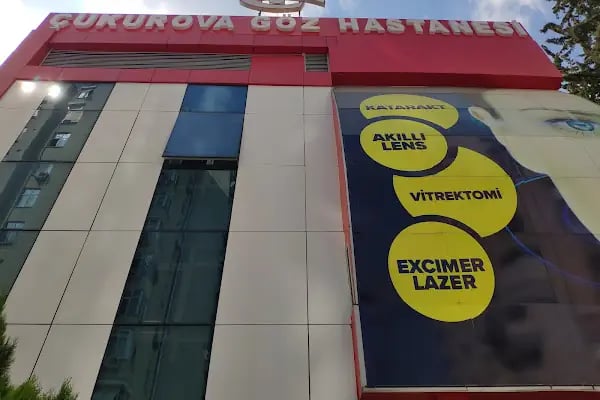 ÇUKUROVA GÖZ HASTANESİ
KATARAKT
AKILLI
LENS
VİTREKTOMİ
EXCIMER
LAZER